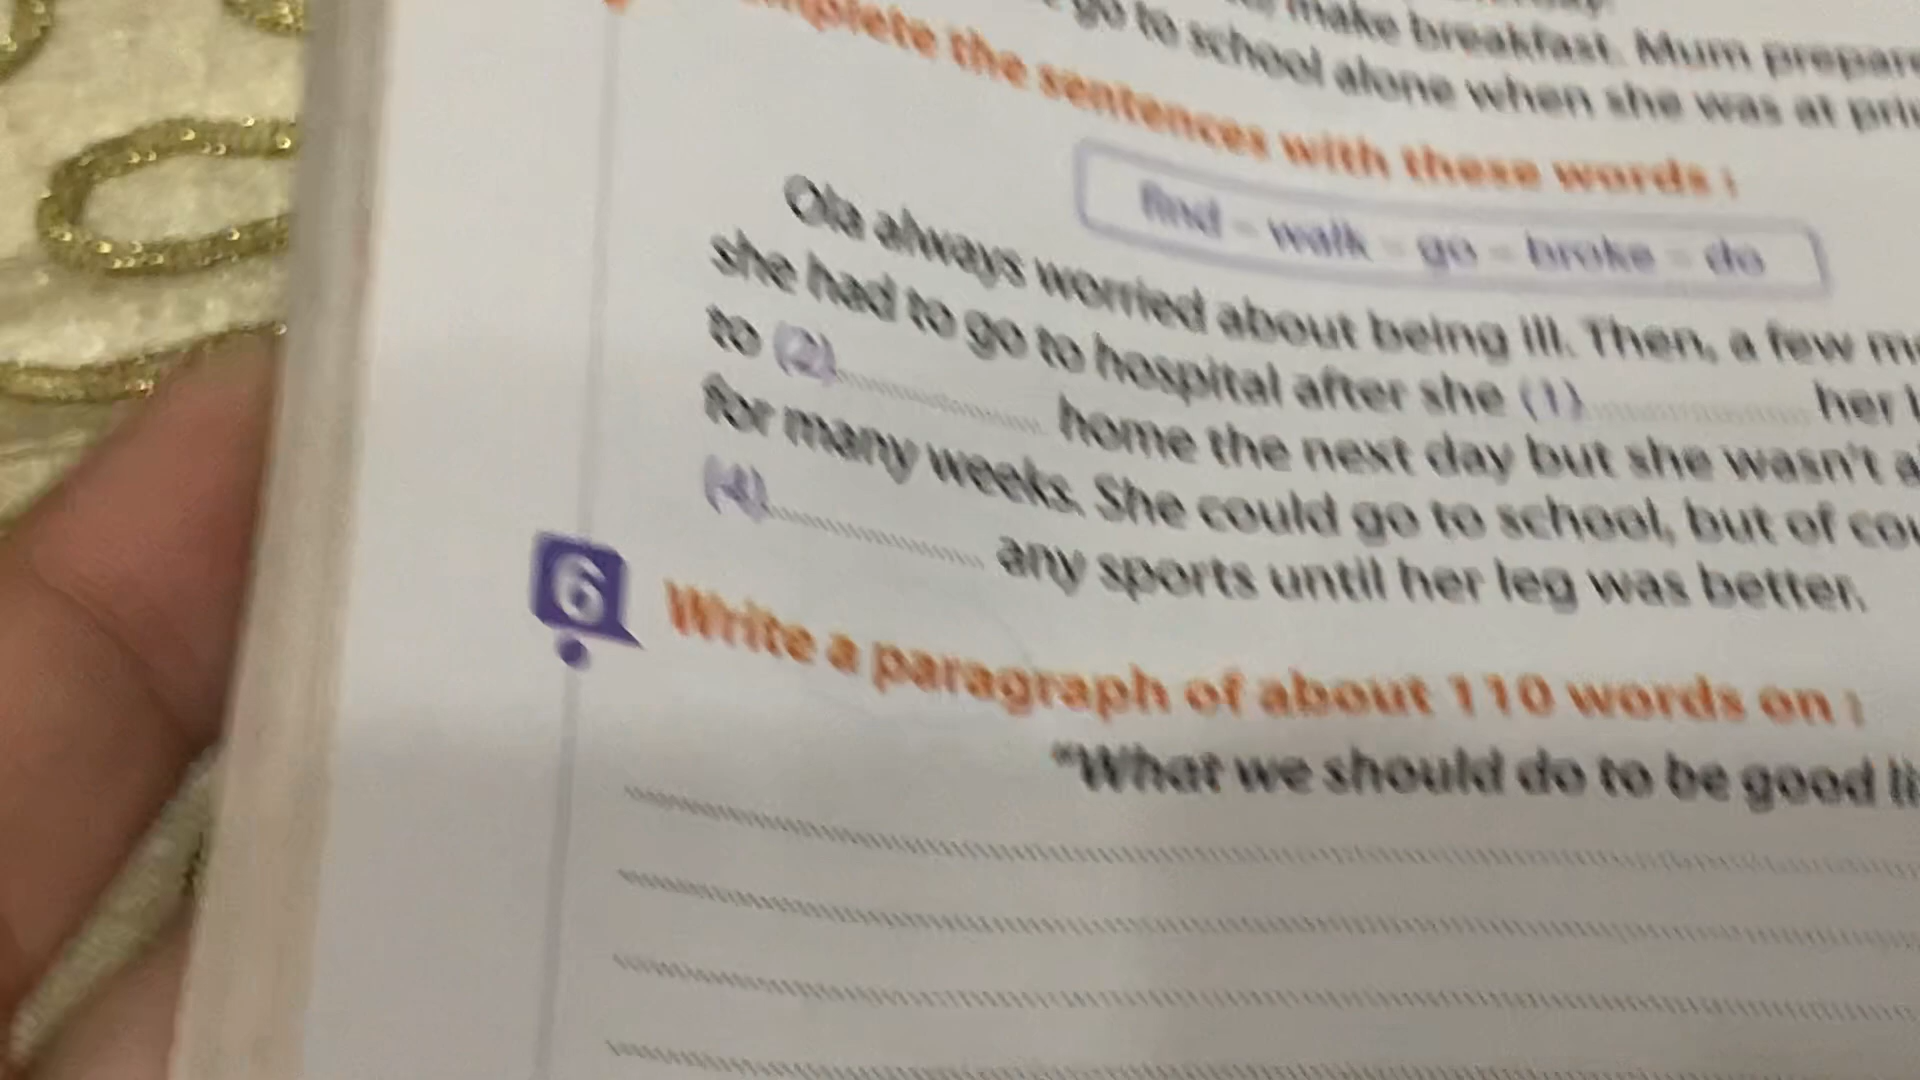 make breakfast. Mum
go to school alone when she was at
the sentences with these words :
find - walk - go - broke - do
Ola always worried about being ill. Then, a few
she had to go to hospital after she (1).......... her
to (2).......... home the next day but she wasn't
for many weeks. She could go to school, but of
(4).......... any sports until her leg was better.
6 Write a paragraph of about 110 words on :
"What we should do to be good